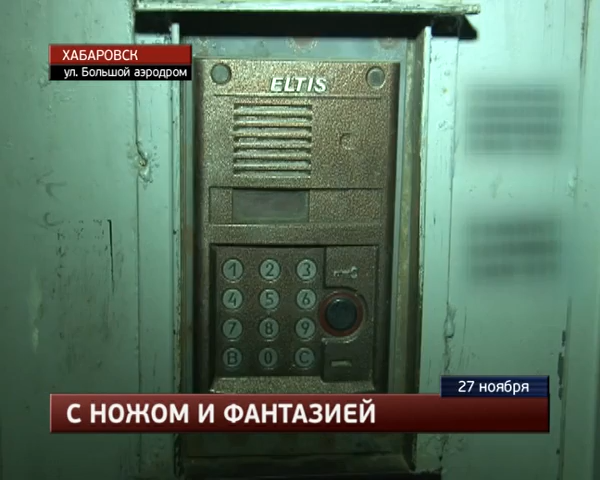 ХАБАРОВСК
ул. Большой аэродром
ELTIS
1 2 3
4 5 6
7 8 9
B 0 C
27 ноября
С НОЖОМ И ФАНТАЗИЕЙ